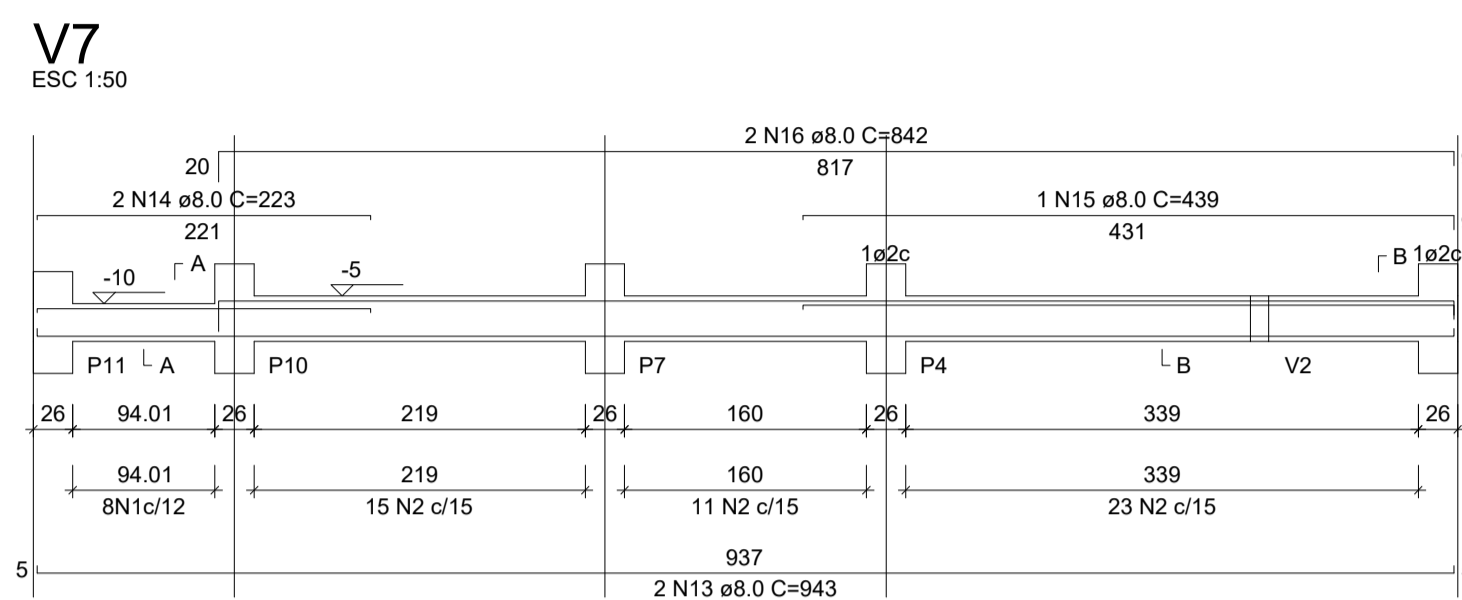 V7
ESC 1:50
2 N16 ø8.0 C=842
20
817
2 N14 ø8.0 C=223
1 N15 ø8.0 C=439
221
431
A
1ø2c
B
1ø2c
-10
-5
P11
A
P10
P7
P4
B
V2
26
94.01
26
219
26
160
26
339
26
94.01
219
160
339
8N1c/12
15 N2 c/15
11 N2 c/15
23 N2 c/15
937
5
2 N13 ø8.0 C=943